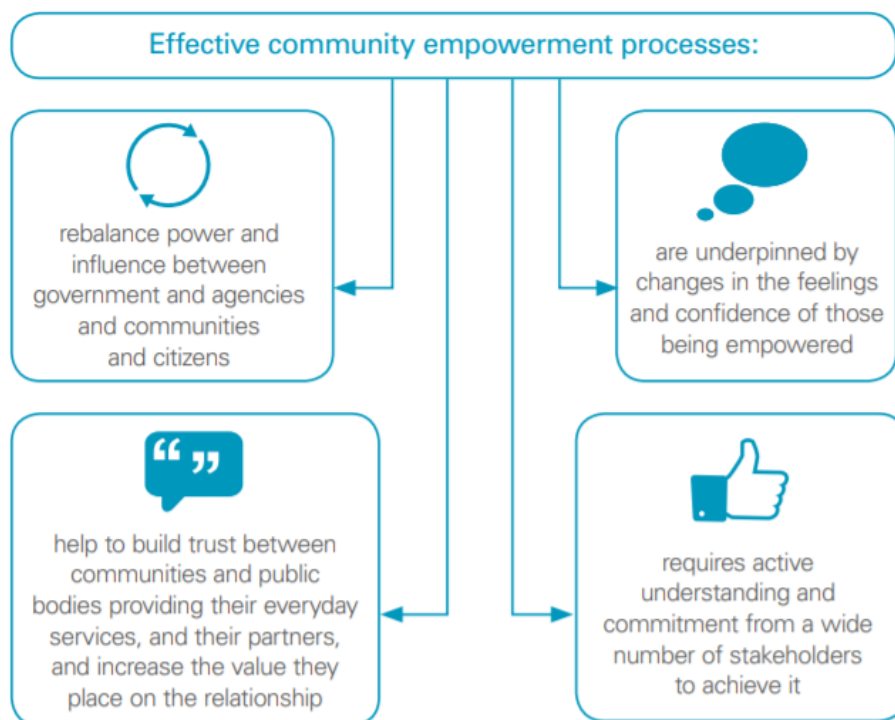 Effective community empowerment processes:
rebalance power and
influence between
government and agencies
and communities
and citizens
are underpinned by
changes in the feelings
and confidence of those
being empowered
help to build trust between
communities and public
bodies providing their everyday
services, and their partners,
and increase the value they
place on the relationship
requires active
understanding and
commitment from a wide
number of stakeholders
to achieve it